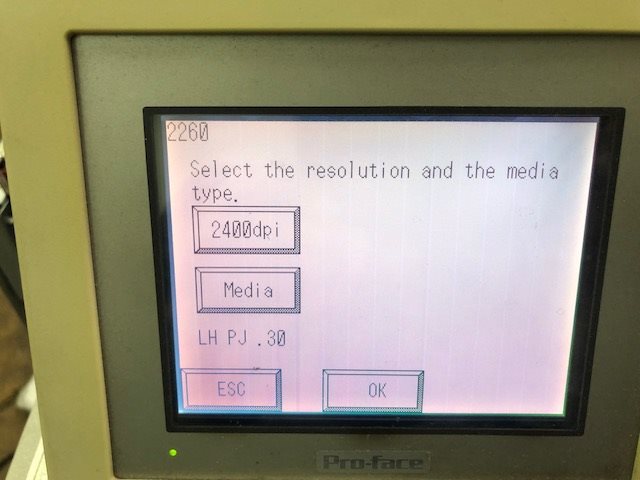 2260
Select the resolution and the media
type.
2400dpi
Media
LH PJ .30
ESC OK
Pro-face